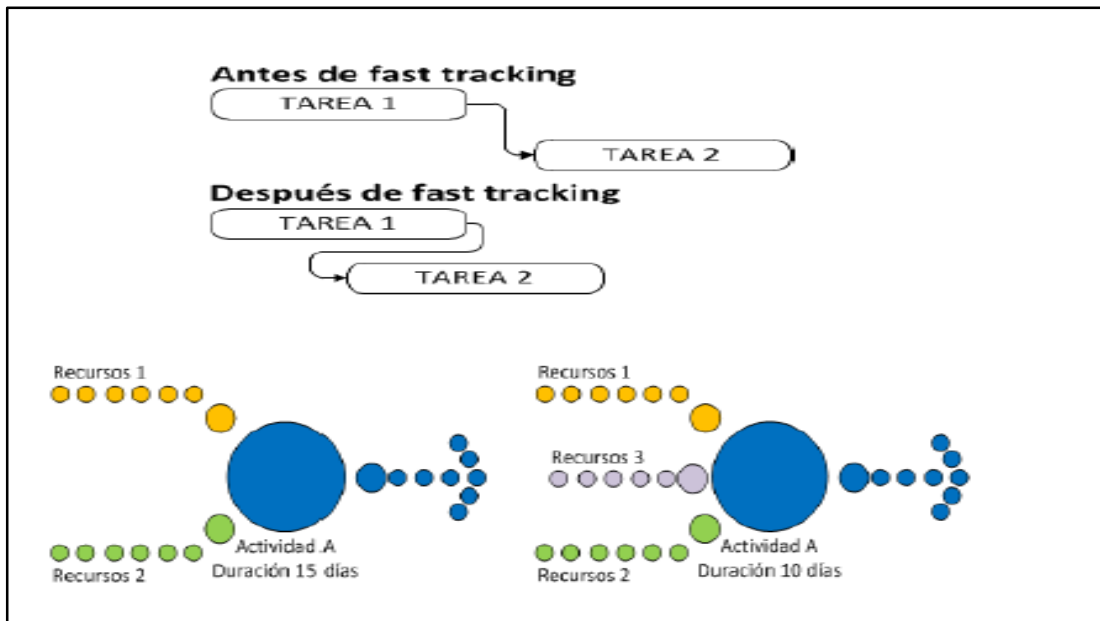 Antes de fast tracking
TAREA 1
TAREA 2
Después de fast tracking
TAREA 1
TAREA 2
Recursos 1
Recursos 2
Actividad .A
Duración 15 días
Recursos 1
Recursos 3
Recursos 2
Actividad A
Duración 10 días